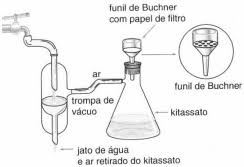 funil de Buchner
com papel de filtro
ar
funil de Buchner
trompa de
vácuo
kitassato
jato de água
e ar retirado do kitassato